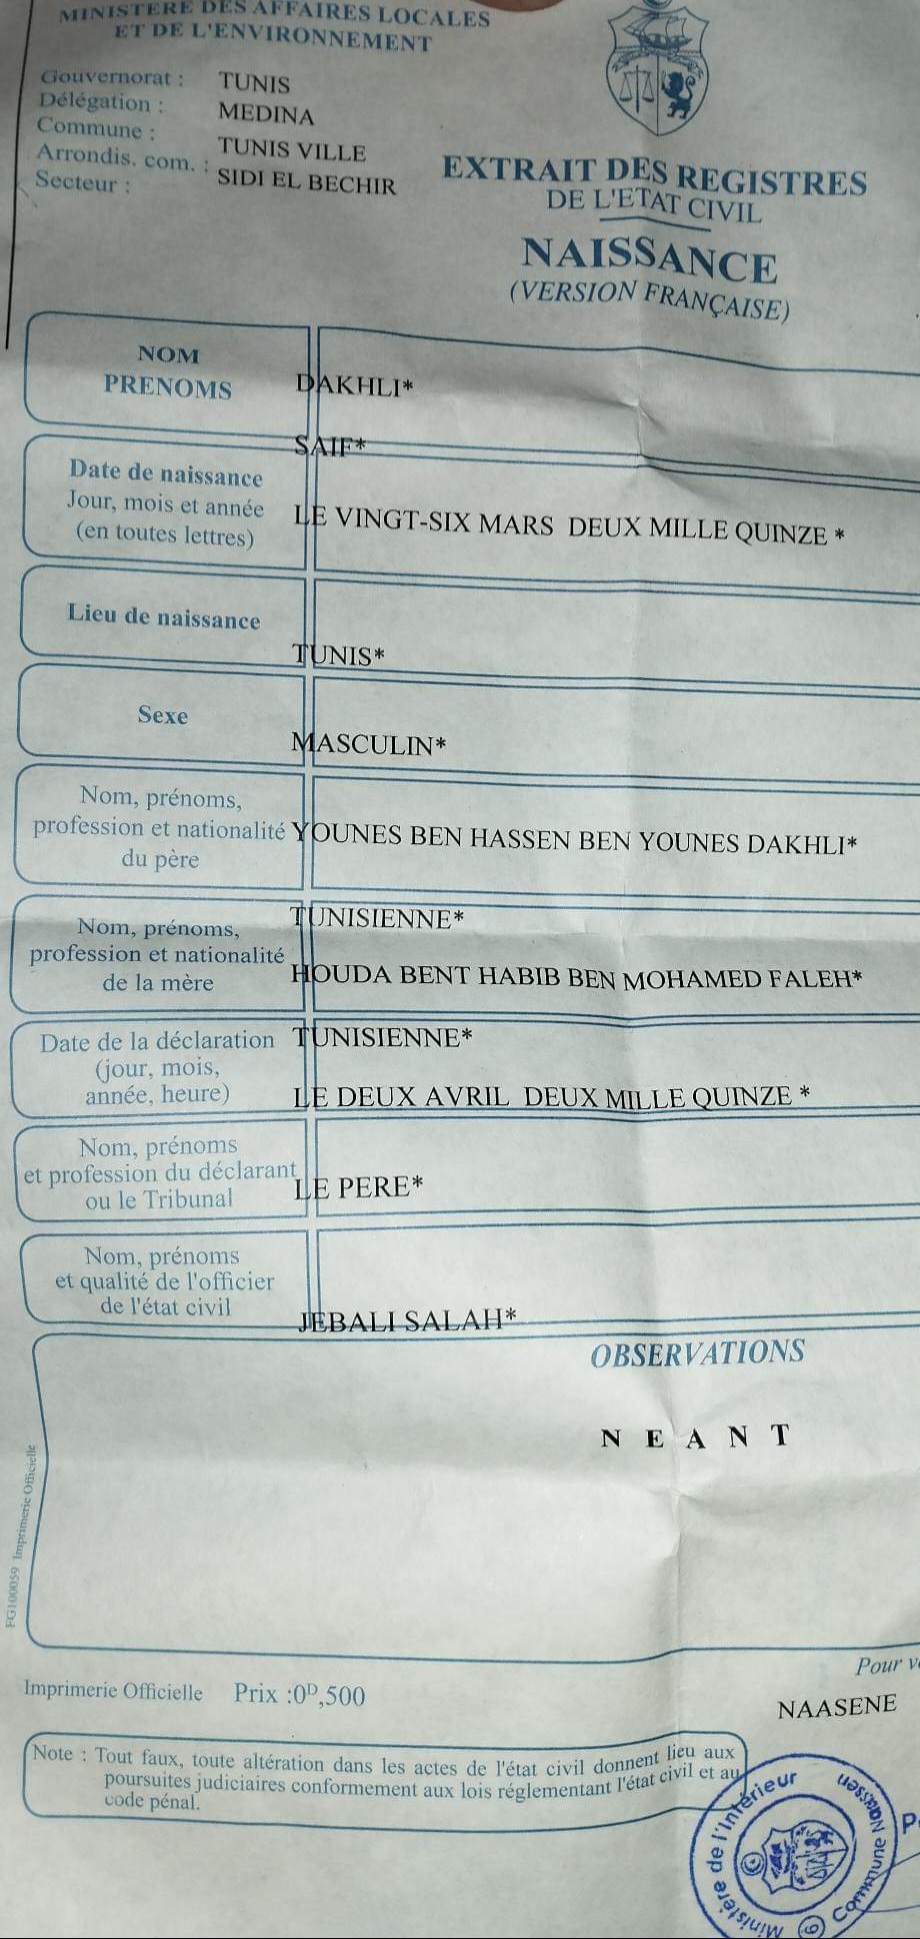 MINISTERE DES AFFAIRES LOCALES
ET DE L'ENVIRONNEMENT
Gouvernorat : TUNIS
Délégation : MEDINA
Commune : TUNIS VILLE
Arrondis. com. :
Secteur : SIDI EL BECHIR
EXTRAIT DES REGISTRES
DE L'ETAT CIVIL
NAISSANCE
(VERSION FRANÇAISE)
NOM
PRENOMS
DAKHLI*
SAIF*
Date de naissance
Jour, mois et année
(en toutes lettres)
LE VINGT-SIX MARS DEUX MILLE QUINZE *
Lieu de naissance
TUNIS*
Sexe
MASCULIN*
Nom, prénoms,
profession et nationalité
du père
YOUNES BEN HASSEN BEN YOUNES DAKHLI*
TUNISIENNE*
Nom, prénoms,
profession et nationalité
de la mère
HOUDA BENT HABIB BEN MOHAMED FALEH*
TUNISIENNE*
Date de la déclaration
(jour, mois,
année, heure)
LE DEUX AVRIL DEUX MILLE QUINZE *
Nom, prénoms
et profession du déclarant
ou le Tribunal
LE PERE*
Nom, prénoms
et qualité de l'officier
de l'état civil
JEBALI SALAH*
OBSERVATIONS
N E A N T
FG100059 Imprimerie Officielle
Pour
Imprimerie Officielle Prix :0ᴰ,500
NAASENE
Note : Tout faux, toute altération dans les actes de l'état civil donnent lieu aux
poursuites judiciaires conformement aux lois réglementant l'état civil et au
code pénal.
Ministere de l'Intérieur
Commune Naassen